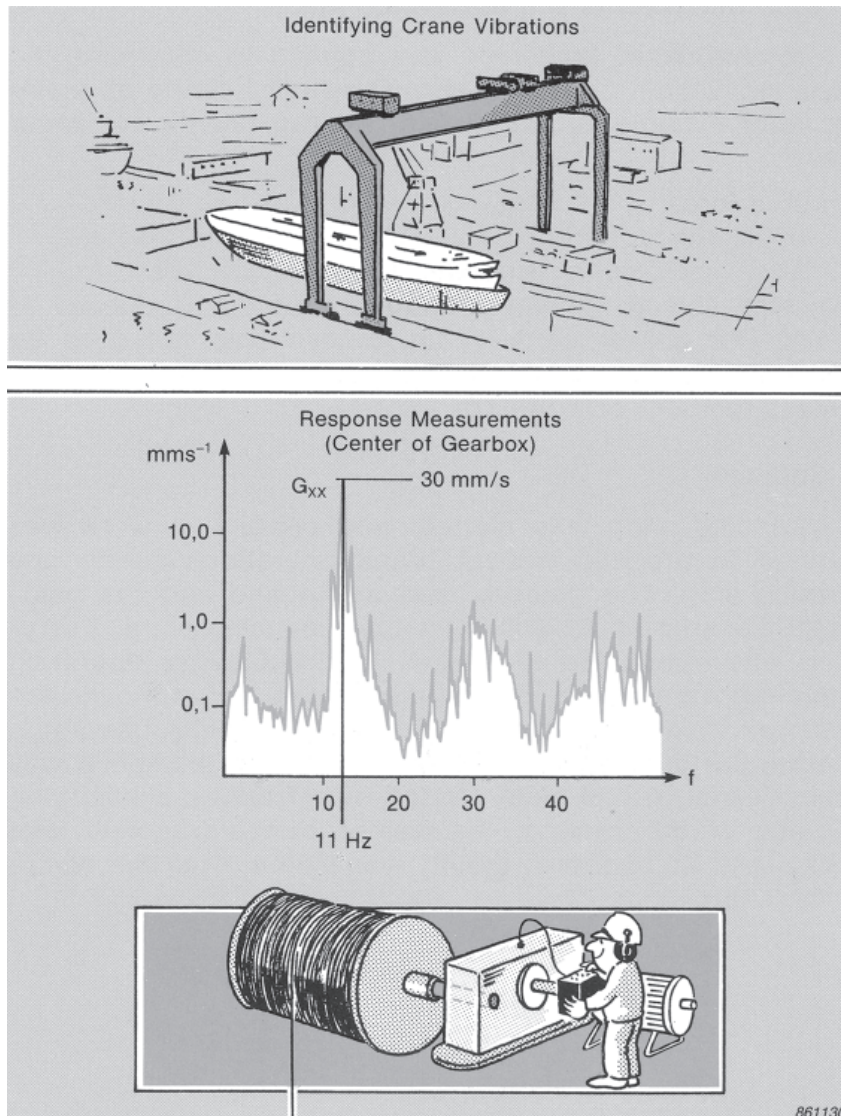 Identifying Crane Vibrations
Response Measurements
(Center of Gearbox)
mms⁻¹
Gxx
30 mm/s
10,0
1,0
0,1
f
10 20 30 40
11 Hz
861130